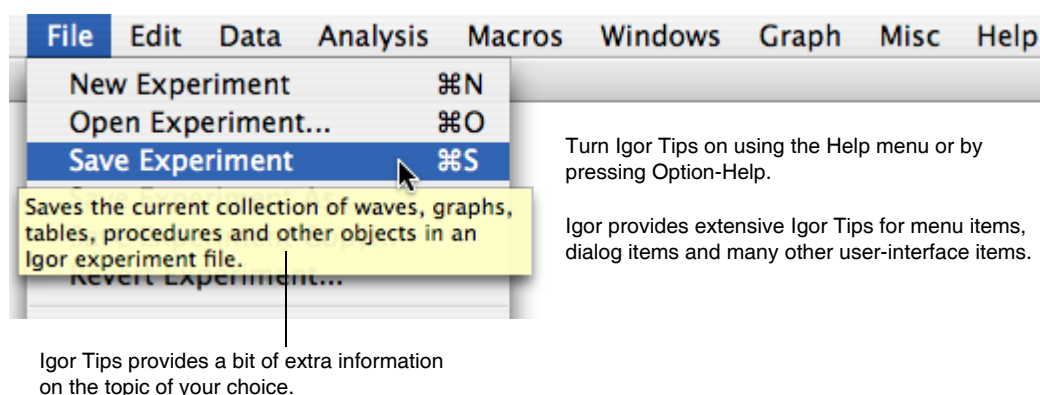 File Edit Data Analysis Macros Windows Graph Misc Help
New Experiment ⌘N
Open Experiment... ⌘O
Save Experiment ⌘S
Saves the current collection of waves, graphs,
tables, procedures and other objects in an
Igor experiment file.
Revert Experiment...
Turn Igor Tips on using the Help menu or by
pressing Option-Help.
Igor provides extensive Igor Tips for menu items,
dialog items and many other user-interface items.
Igor Tips provides a bit of extra information
on the topic of your choice.